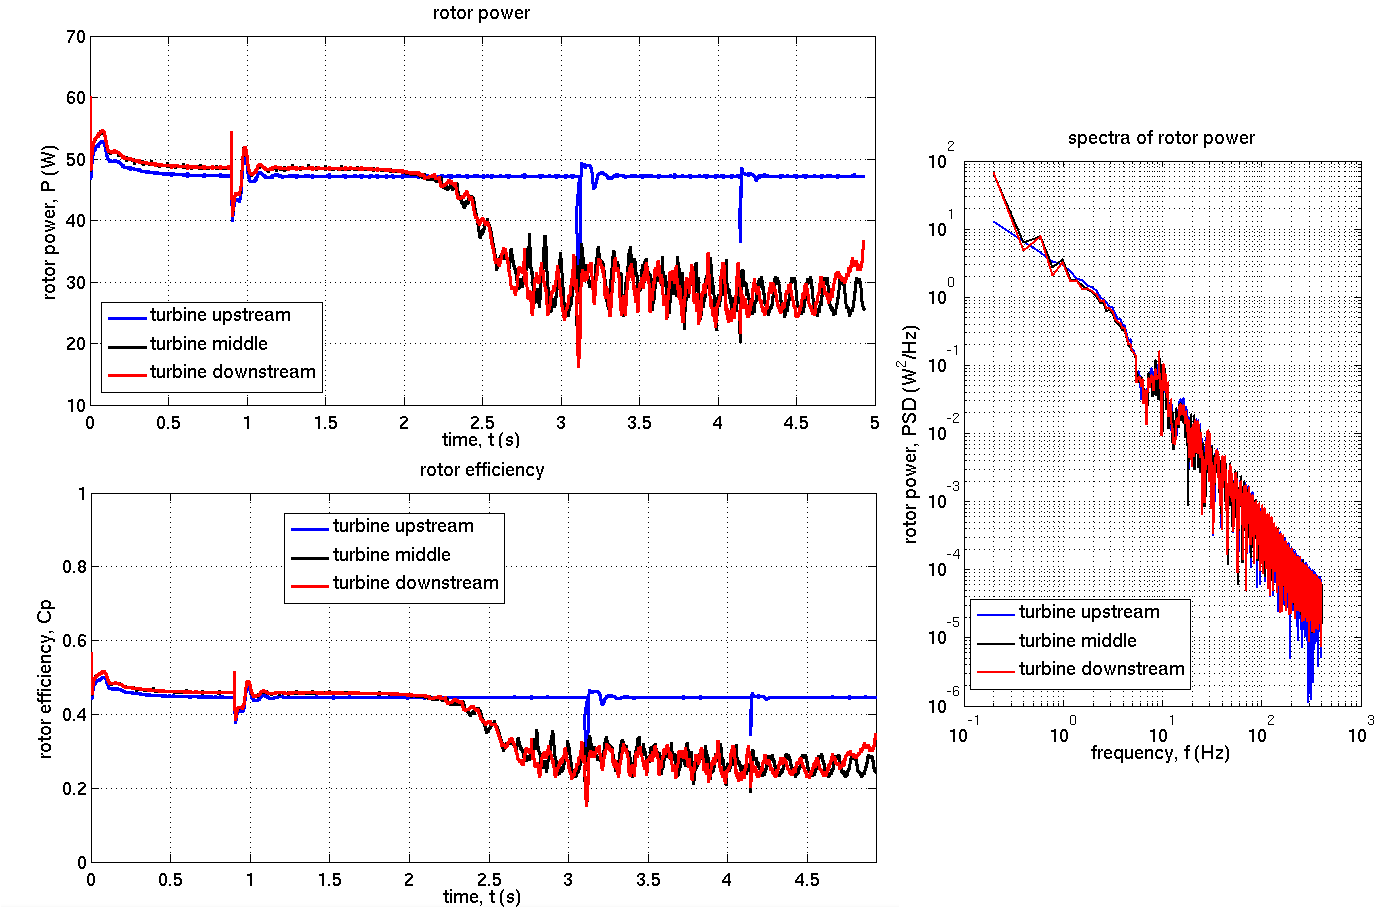 rotor power
70
60
50
40
30
20
10
rotor power, P (W)
turbine upstream
turbine middle
turbine downstream
0 0.5 1 1.5 2 2.5 3 3.5 4 4.5 5
time, t (s)
rotor efficiency
1
0.8
0.6
0.4
0.2
0
rotor efficiency, Cp
turbine upstream
turbine middle
turbine downstream
0 0.5 1 1.5 2 2.5 3 3.5 4 4.5
time, t (s)
spectra of rotor power
10^2
10^1
10^0
10^-1
10^-2
10^-3
10^-4
10^-5
10^-6
rotor power, PSD (W^2/Hz)
turbine upstream
turbine middle
turbine downstream
10^-1 10^0 10^1 10^2 10^3
frequency, f (Hz)